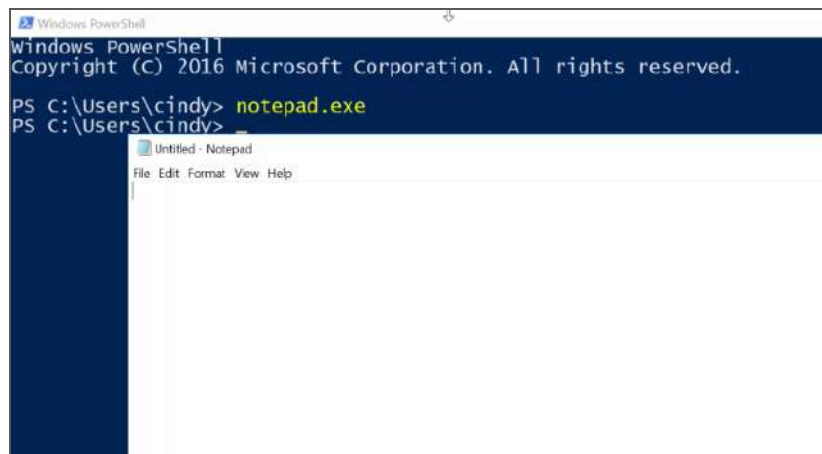 Windows PowerShell
Windows PowerShell
Copyright (C) 2016 Microsoft Corporation. All rights reserved.
PS C:\Users\cindy> notepad.exe
PS C:\Users\cindy> _
Untitled - Notepad
File Edit Format View Help